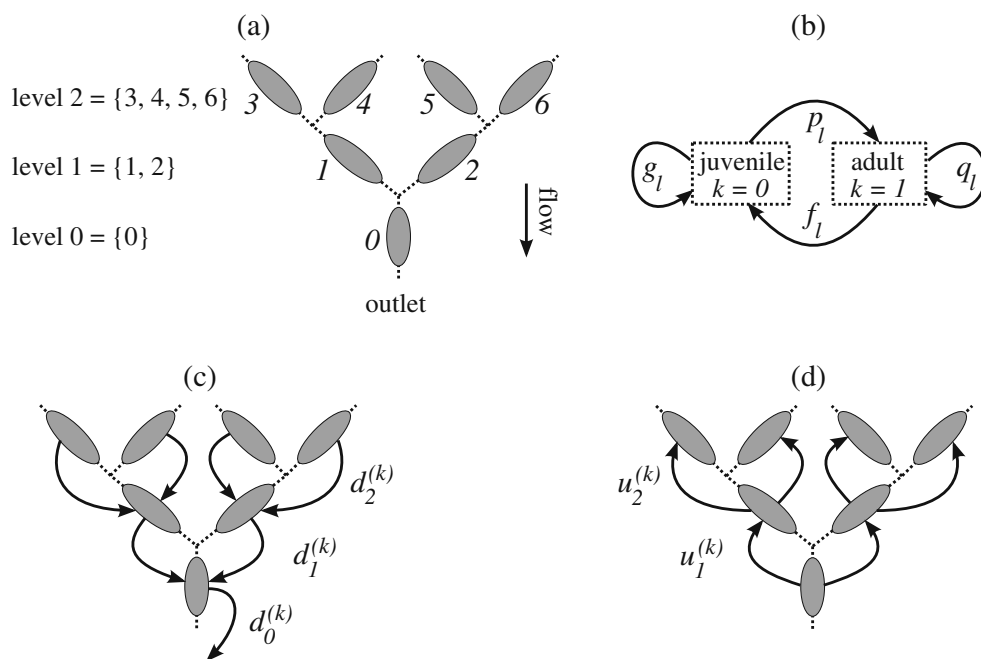 (a)
level 2 = {3, 4, 5, 6}
3
4
5
6
level 1 = {1, 2}
1
2
level 0 = {0}
0
flow
outlet
(b)
p_l
g_l
juvenile
k = 0
adult
k = 1
q_l
f_l
(c)
d_2^{(k)}
d_1^{(k)}
d_0^{(k)}
(d)
u_2^{(k)}
u_1^{(k)}